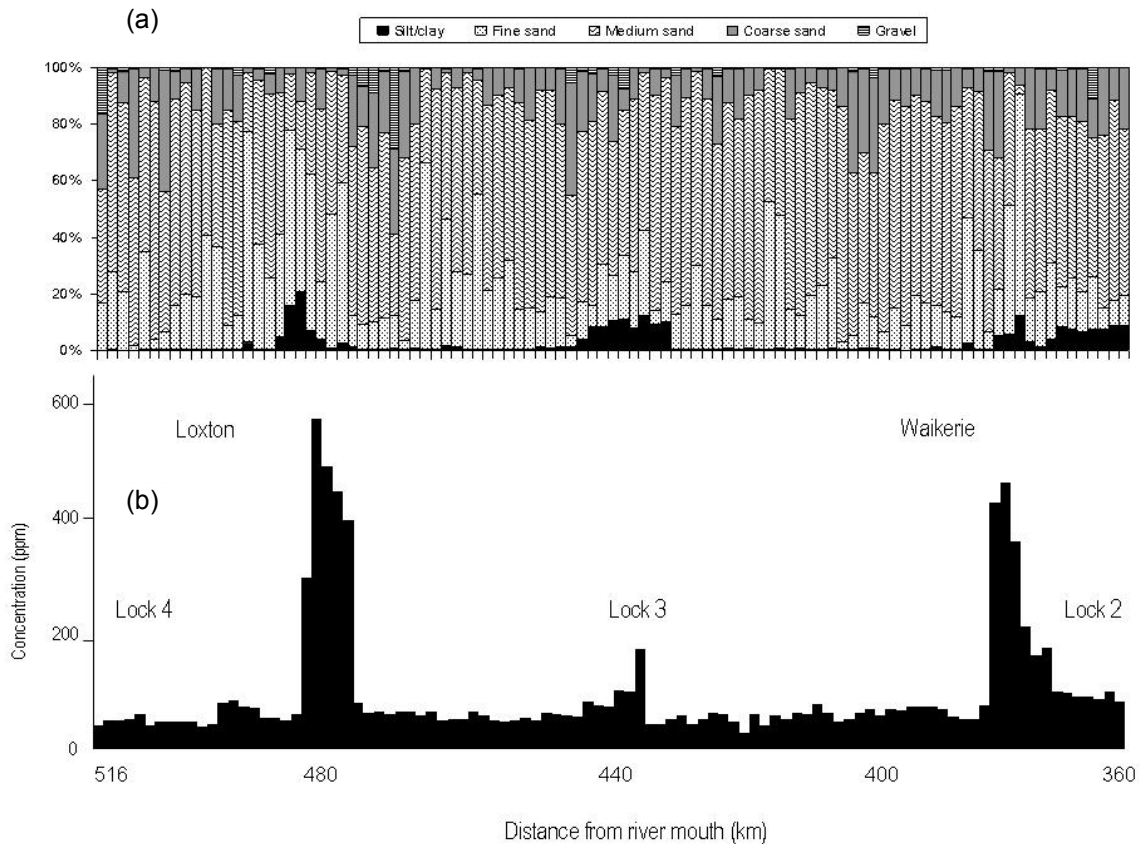 (a)
Silt/clay Fine sand Medium sand Coarse sand Gravel
100%
80%
60%
40%
20%
0%
600
Loxton Waikerie
(b)
400
Concentration (ppm)
Lock 4 Lock 3 Lock 2
200
0
516 480 440 400 360
Distance from river mouth (km)